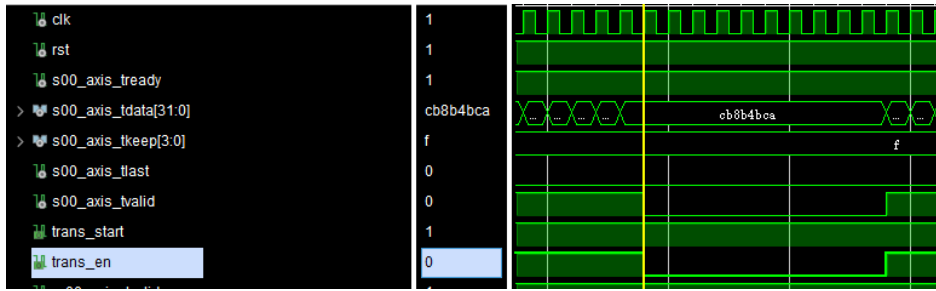 clk 1
rst 1
s00_axis_tready 1
s00_axis_tdata[31:0] cb8b4bca ... ... ... ... cb8b4bca ... ...
s00_axis_tkeep[3:0] f f
s00_axis_tlast 0
s00_axis_tvalid 0
trans_start 1
trans_en 0